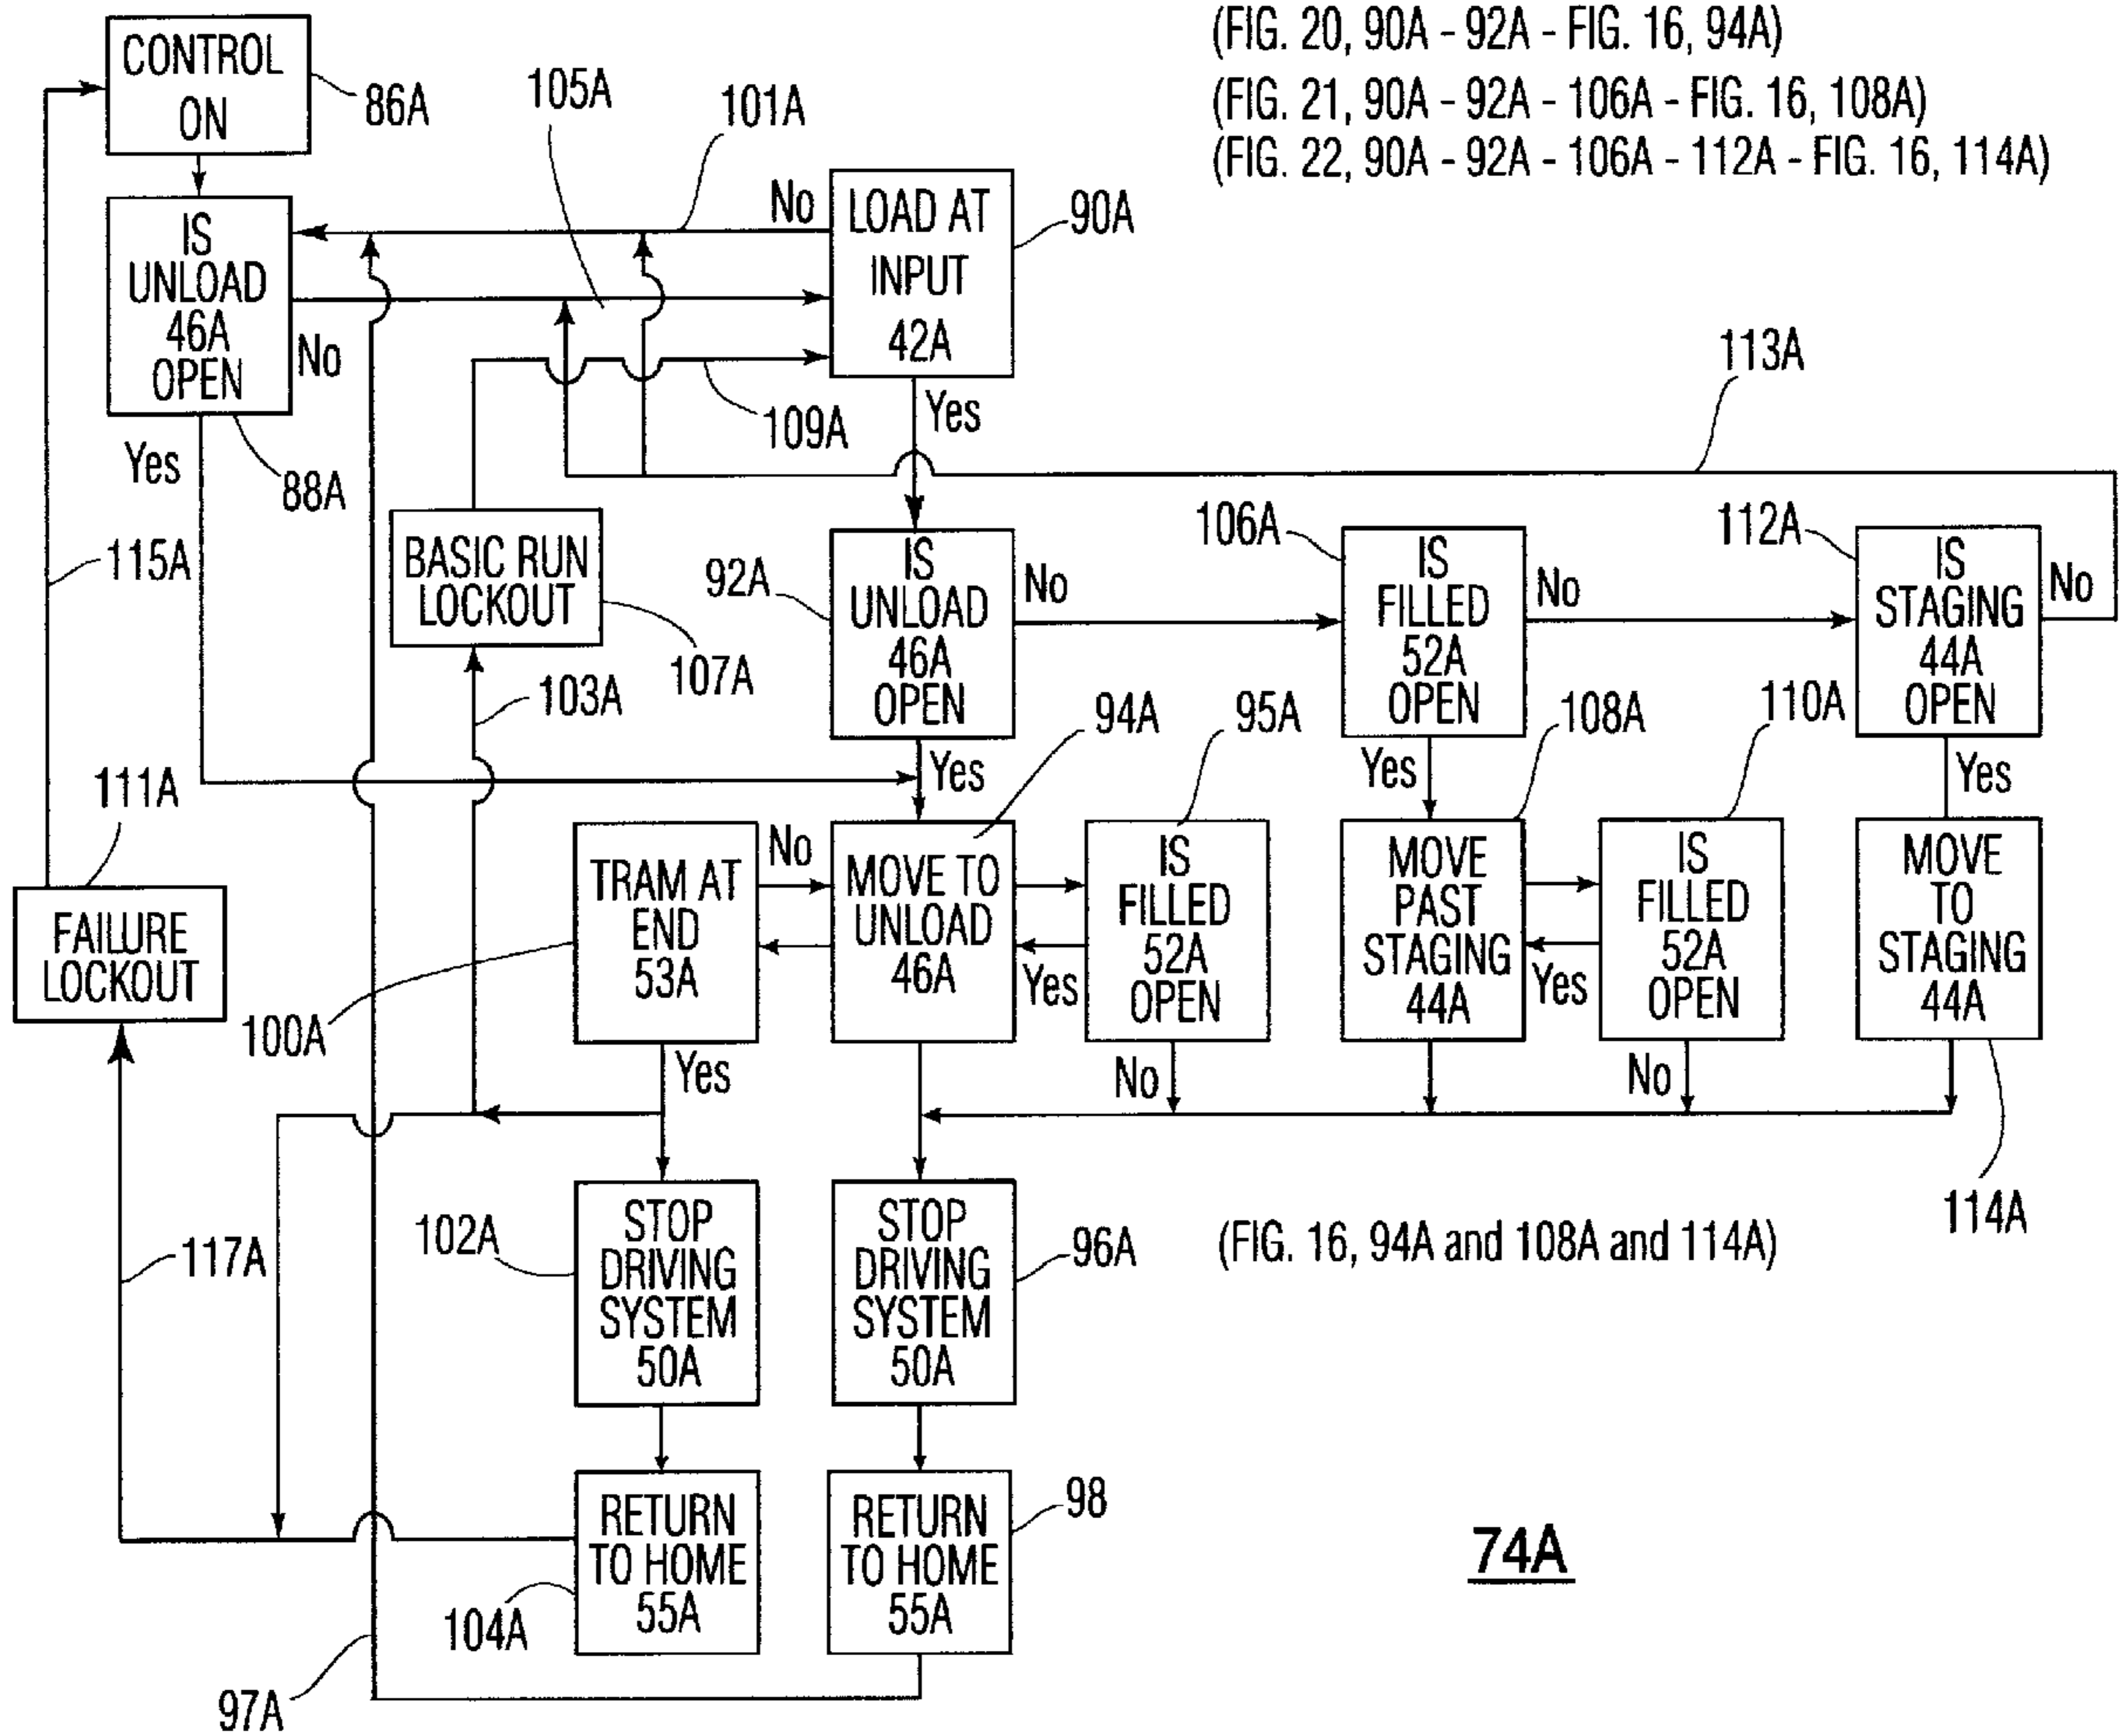 (FIG. 20, 90A - 92A - FIG. 16, 94A)
(FIG. 21, 90A - 92A - 106A - FIG. 16, 108A)
(FIG. 22, 90A - 92A - 106A - 112A - FIG. 16, 114A)
CONTROL
ON
86A
105A
101A
IS
UNLOAD
46A
OPEN
No
Yes
88A
No
LOAD AT
INPUT
42A
90A
Yes
109A
113A
115A
BASIC RUN
LOCKOUT
107A
103A
92A
IS
UNLOAD
46A
OPEN
No
Yes
106A
IS
FILLED
52A
OPEN
No
Yes
112A
IS
STAGING
44A
OPEN
No
Yes
94A
95A
108A
110A
111A
FAILURE
LOCKOUT
100A
TRAM AT
END
53A
No
Yes
MOVE TO
UNLOAD
46A
IS
FILLED
52A
OPEN
Yes
No
MOVE
PAST
STAGING
44A
IS
FILLED
52A
OPEN
Yes
No
MOVE
TO
STAGING
44A
114A
117A
102A
STOP
DRIVING
SYSTEM
50A
STOP
DRIVING
SYSTEM
50A
96A
(FIG. 16, 94A and 108A and 114A)
RETURN
TO HOME
55A
104A
RETURN
TO HOME
55A
98
97A
74A